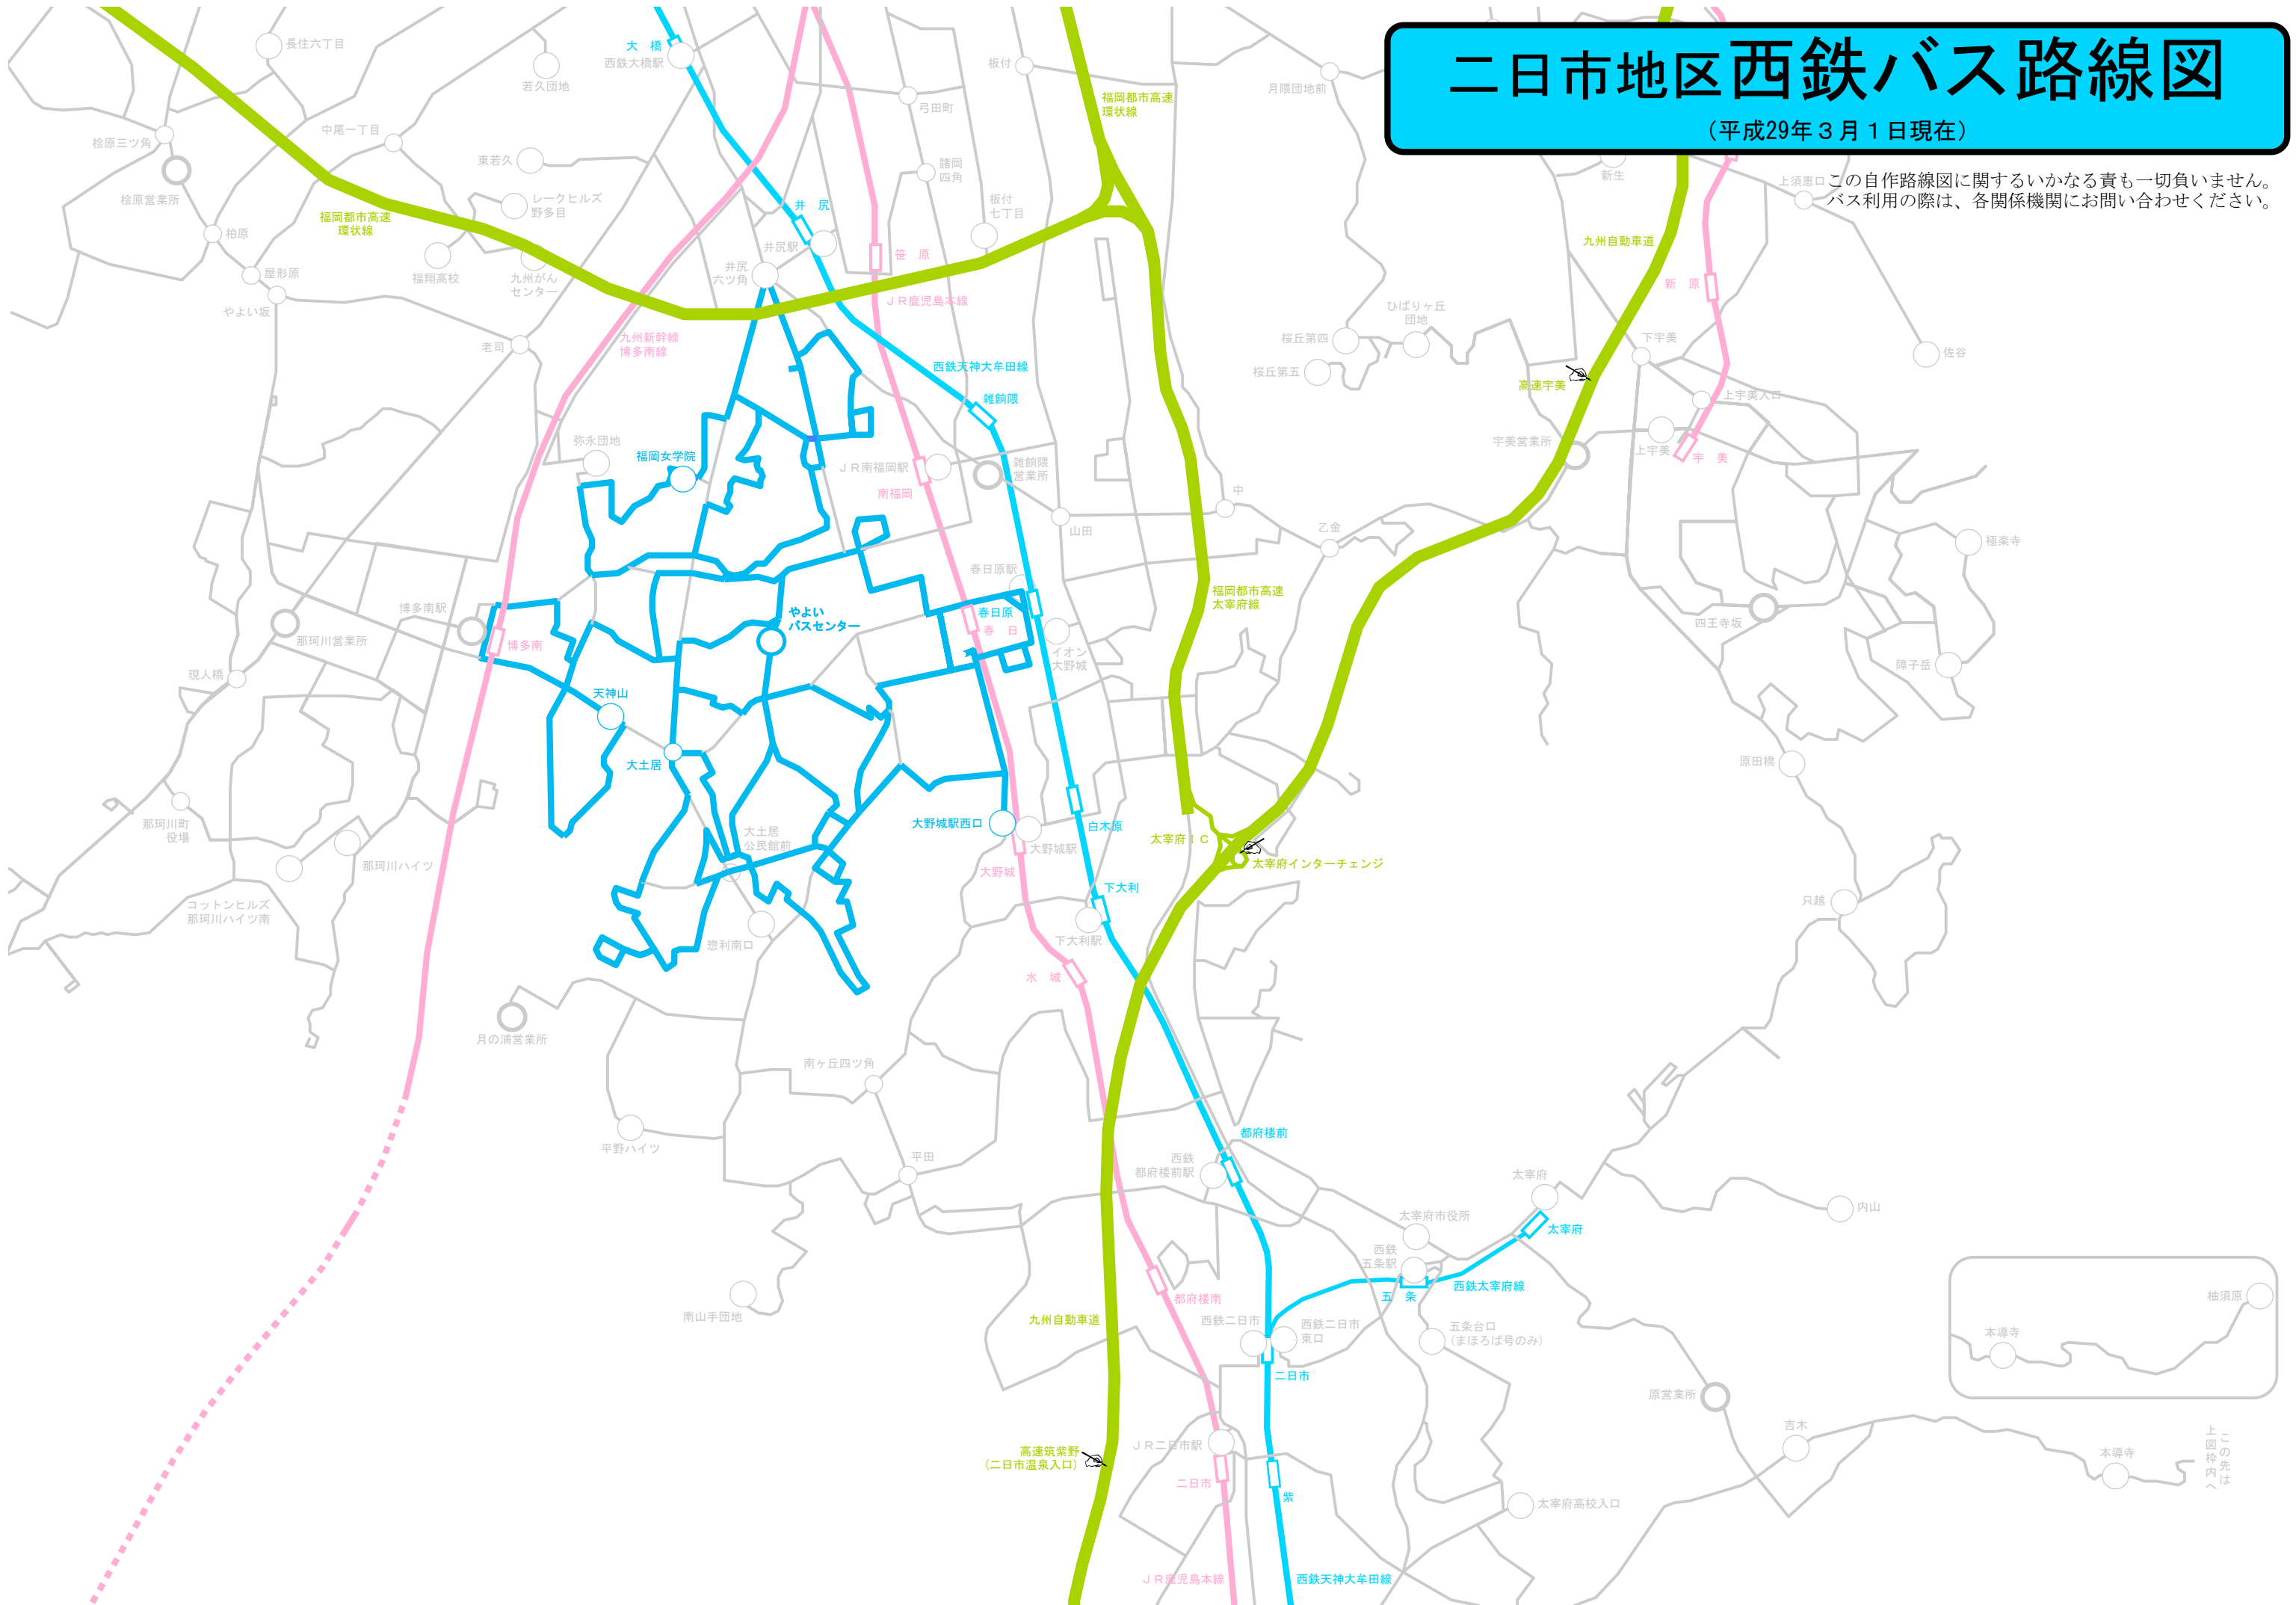 二日市地区西鉄バス路線図
（平成29年３月１日現在）
この自作路線図に関するいかなる責も一切負いません。
バス利用の際は、各関係機関にお問い合わせください。
長住六丁目
大　橋
西鉄大橋駅
若久団地
板付
月隈団地前
弓田町
福岡都市高速
環状線
中尾一丁目
桧原三ツ角
東若久
諸岡
四角
新生
上須恵口
桧原営業所
レークヒルズ
野多目
板付
七丁目
福岡都市高速
環状線
井　尻
柏原
井尻駅
笹　原
九州自動車道
井尻
六ツ角
屋形原
福翔高校
九州がん
センター
新　原
やよい坂
ＪＲ鹿児島本線
ひばりヶ丘
団地
九州新幹線
博多南線
老司
桜丘第四
下宇美
佐谷
西鉄天神大牟田線
桜丘第五
高速宇美
雑餉隈
上宇美入口
弥永団地
福岡女学院
ＪＲ南福岡駅
雑餉隈
営業所
宇美営業所
上宇美
宇　美
南福岡
中
山田
乙金
極楽寺
春日原駅
福岡都市高速
太宰府線
博多南駅
やよい
バスセンター
春日原
春　日
四王寺坂
那珂川営業所
博多南
イオン
大野城
障子岳
現人橋
天神山
大土居
原田橋
那珂川町
役場
大土居
公民館前
大野城駅西口
白木原
大野城駅
太宰府ＩＣ
太宰府インターチェンジ
那珂川ハイツ
大野城
下大利
コットンヒルズ
那珂川ハイツ南
只越
惣利南口
下大利駅
水　城
月の浦営業所
南ヶ丘四ツ角
都府楼前
平野ハイツ
平田
西鉄
都府楼前駅
太宰府
内山
太宰府市役所
太宰府
西鉄
五条駅
西鉄太宰府線
五　条
都府楼南
南山手団地
九州自動車道
西鉄二日市
西鉄二日市
東口
五条台口
（まほろば号のみ）
柚須原
本導寺
二日市
原営業所
吉木
ＪＲ二日市駅
高速筑紫野
（二日市温泉入口）
この先は
上図枠内へ
本導寺
二日市
紫
太宰府高校入口
ＪＲ鹿児島本線
西鉄天神大牟田線